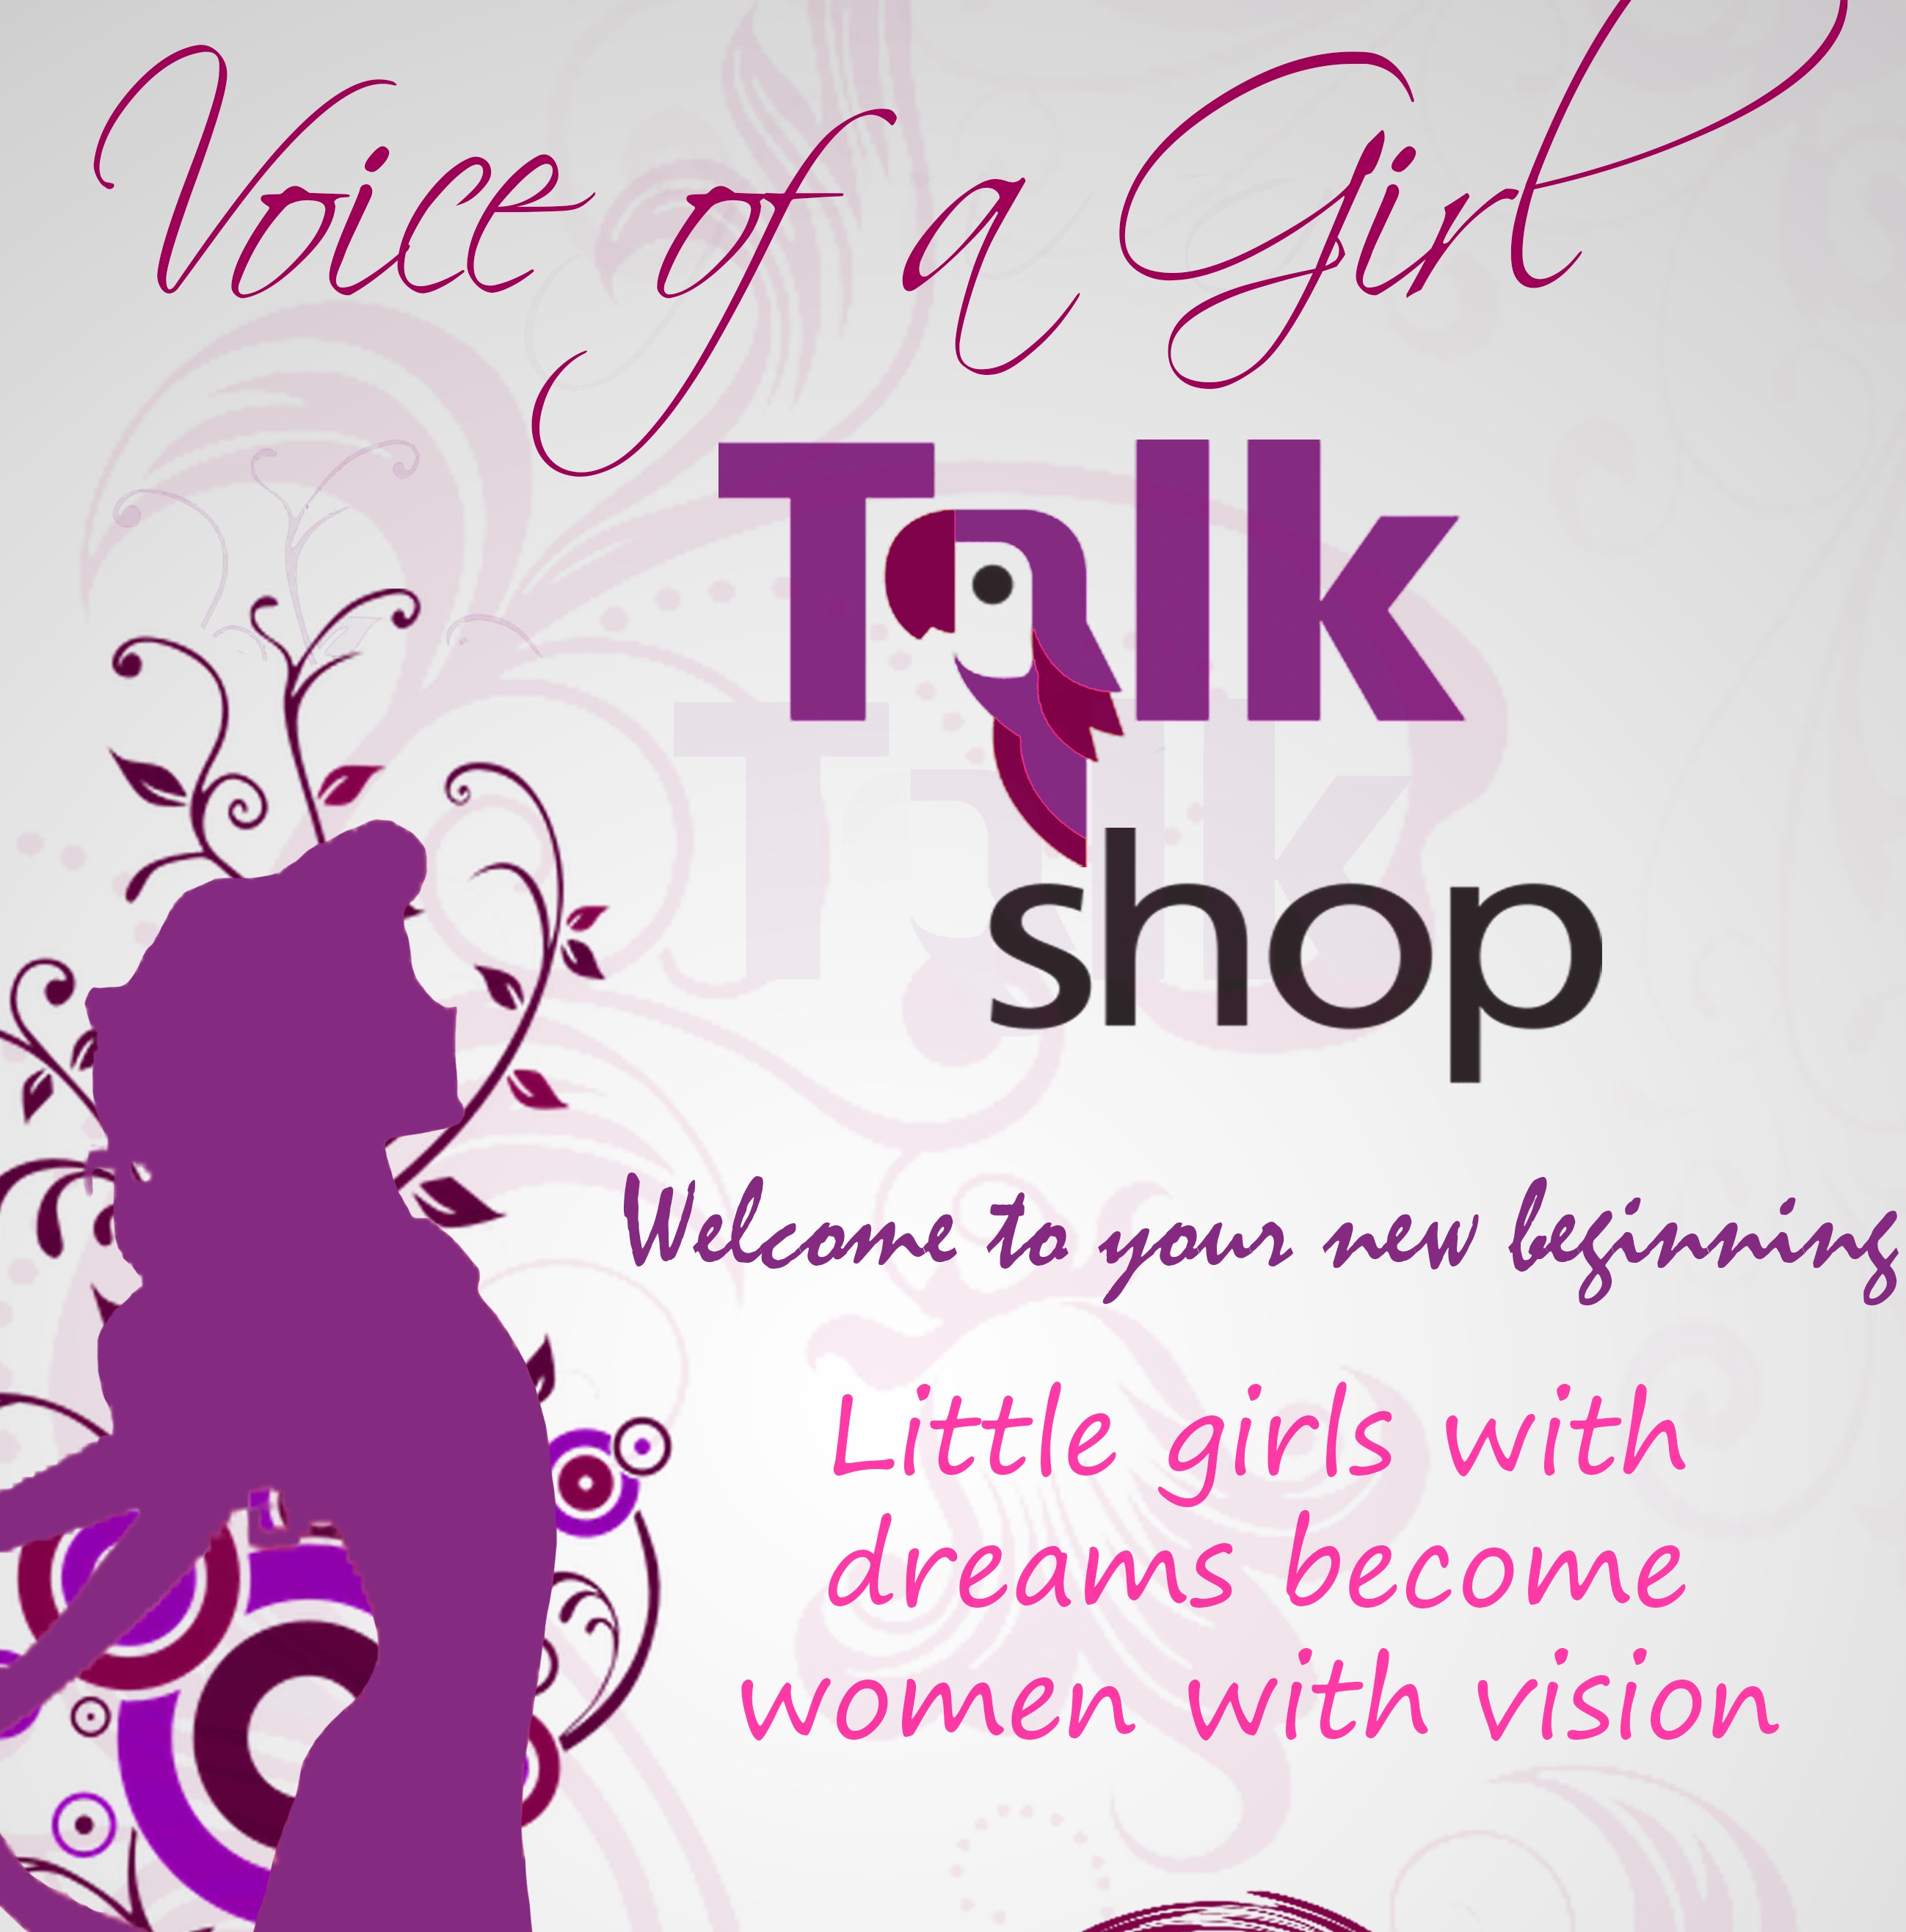 Voice of a Girl
Talk
shop
Welcome to your new beginning
Little girls with
dreams become
women with vision